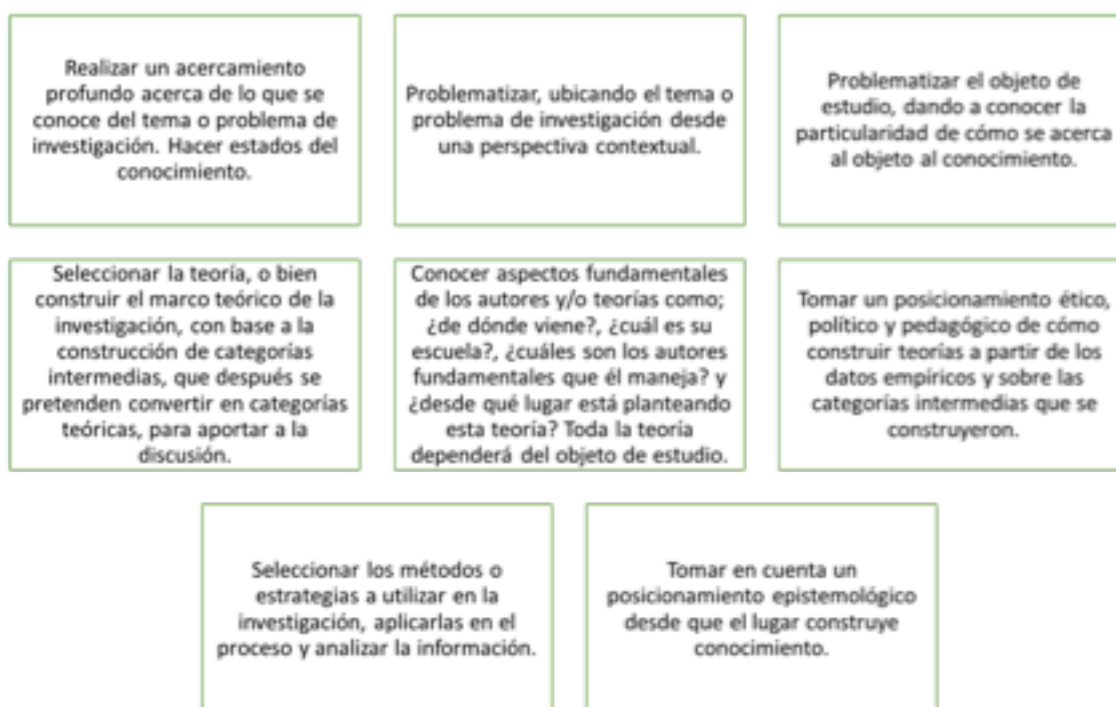 Realizar un acercamiento
profundo acerca de lo que se
conoce del tema o problema de
investigación. Hacer estados del
conocimiento.
Problematizar, ubicando el tema o
problema de investigación desde
una perspectiva contextual.
Problematizar el objeto de
estudio, dando a conocer la
particularidad de cómo se acerca
al objeto al conocimiento.
Seleccionar la teoría, o bien
construir el marco teórico de la
investigación, con base a la
construcción de categorías
intermedias, que después se
pretenden convertir en categorías
teóricas, para aportar a la
discusión.
Conocer aspectos fundamentales
de los autores y/o teorías como;
¿de dónde viene?, ¿cuál es su
escuela?, ¿cuáles son los autores
fundamentales que él maneja? y
¿desde qué lugar está planteando
esta teoría? Toda la teoría
dependerá del objeto de estudio.
Tomar un posicionamiento ético,
político y pedagógico de cómo
construir teorías a partir de los
datos empíricos y sobre las
categorías intermedias que se
construyeron.
Seleccionar los métodos o
estrategias a utilizar en la
investigación, aplicarlas en el
proceso y analizar la información.
Tomar en cuenta un
posicionamiento epistemológico
desde que el lugar construye
conocimiento.